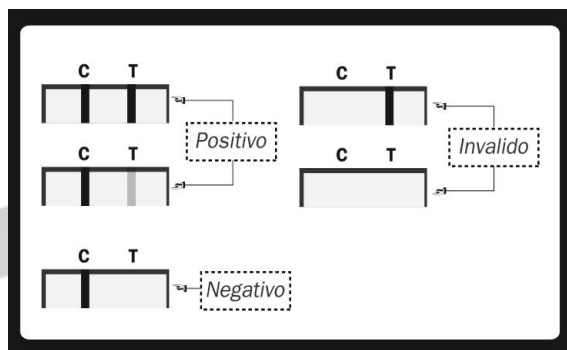 C T
Positivo
C T
C T
Negativo
C T
Invalido
C T